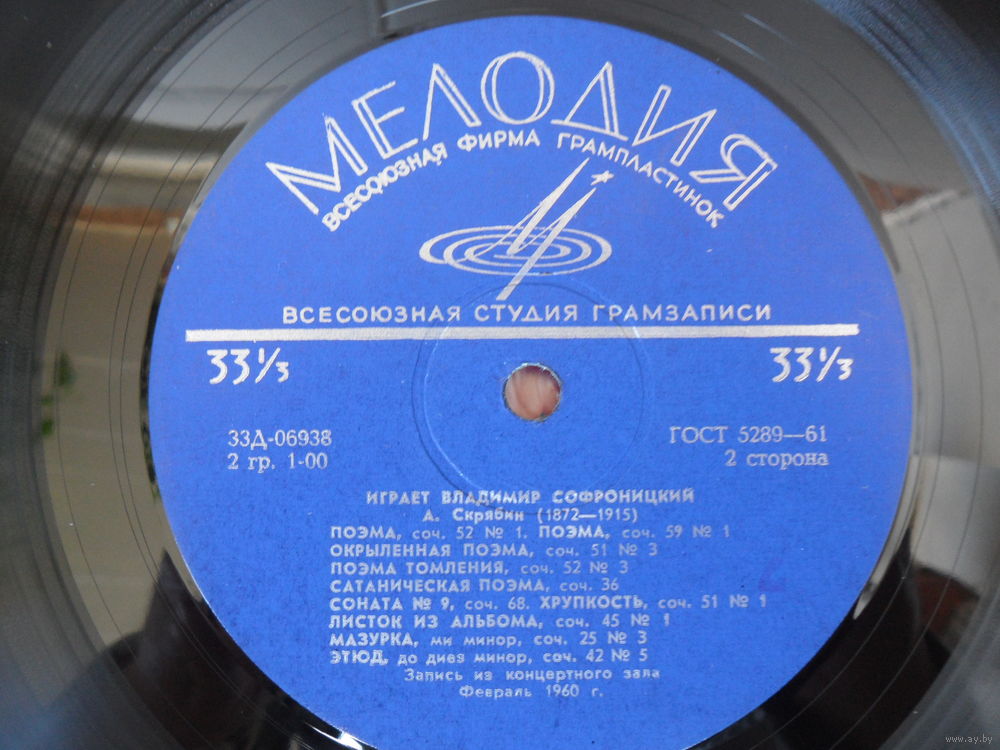 МЕЛОДИЯ
ВСЕСОЮЗНАЯ ФИРМА ГРАМПЛАСТИНОК
ВСЕСОЮЗНАЯ СТУДИЯ ГРАМЗАПИСИ
33⅓ 33⅓
33Д-06938 ГОСТ 5289—61
2 гр. 1-00 2 сторона
ИГРАЕТ ВЛАДИМИР СОФРОНИЦКИЙ
А. Скрябин (1872—1915)
ПОЭМА, соч. 52 № 1. ПОЭМА, соч. 59 № 1
ОКРЫЛЕННАЯ ПОЭМА, соч. 51 № 3
ПОЭМА ТОМЛЕНИЯ, соч. 52 № 3
САТАНИЧЕСКАЯ ПОЭМА, соч. 36
СОНАТА № 9, соч. 68. ХРУПКОСТЬ, соч. 51 № 1
ЛИСТОК ИЗ АЛЬБОМА, соч. 45 № 1
МАЗУРКА, ми минор, соч. 25 № 3
ЭТЮД, до диез минор, соч. 42 № 5
Запись из концертного зала
Февраль 1960 г.
www.ay.by